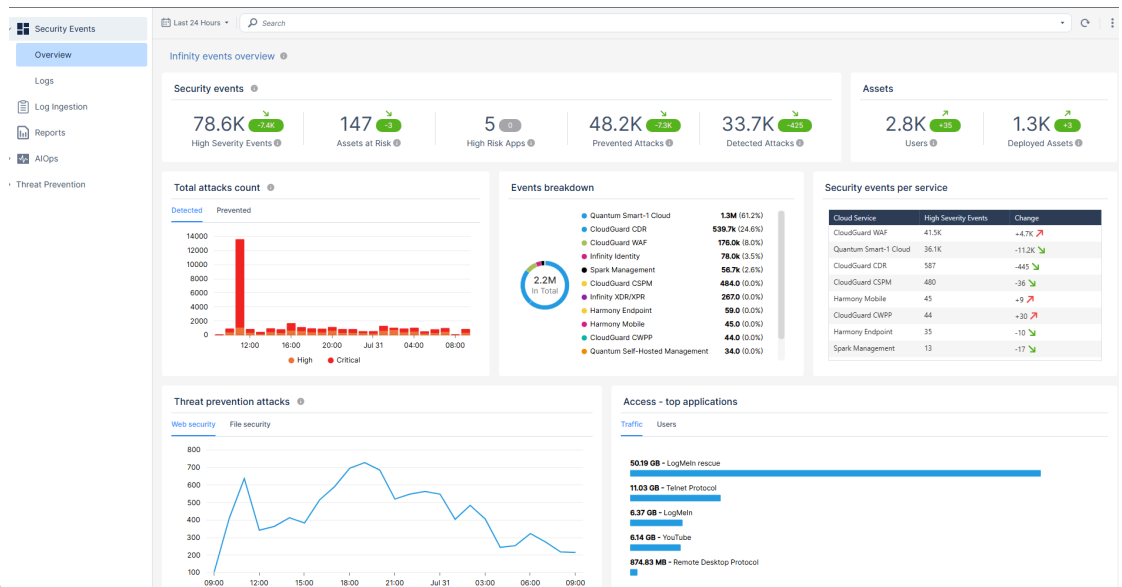 Security Events
Overview
Logs
Log Ingestion
Reports
AIOps
Threat Prevention
Last 24 Hours
Search
Infinity events overview
Security events
78.6K -7.4K
High Severity Events
147 -3
Assets at Risk
5 0
High Risk Apps
48.2K -7.3K
Prevented Attacks
33.7K -425
Detected Attacks
Assets
2.8K +35
Users
1.3K +3
Deployed Assets
Total attacks count
Detected Prevented
14000
12000
10000
8000
6000
4000
2000
0
12:00 16:00 20:00 Jul 31 04:00 08:00
High Critical
Events breakdown
2.2M
In Total
Quantum Smart-1 Cloud 1.3M (61.2%)
CloudGuard CDR 539.7k (24.6%)
CloudGuard WAF 176.0k (8.0%)
Infinity Identity 78.0k (3.5%)
Spark Management 56.7k (2.6%)
CloudGuard CSPM 484.0 (0.0%)
Infinity XDR/XPR 267.0 (0.0%)
Harmony Endpoint 59.0 (0.0%)
Harmony Mobile 45.0 (0.0%)
CloudGuard CWPP 44.0 (0.0%)
Quantum Self-Hosted Management 34.0 (0.0%)
Security events per service
Cloud Service High Severity Events Change
CloudGuard WAF 41.5K +4.7K
Quantum Smart-1 Cloud 36.1K -11.2K
CloudGuard CDR 587 -445
CloudGuard CSPM 480 -36
Harmony Mobile 45 +9
CloudGuard CWPP 44 +30
Harmony Endpoint 35 -10
Spark Management 13 -17
Threat prevention attacks
Web security File security
800
700
600
500
400
300
200
100
09:00 12:00 15:00 18:00 21:00 Jul 31 03:00 06:00 09:00
Access - top applications
Traffic Users
50.19 GB - LogMeIn rescue
11.03 GB - Telnet Protocol
6.37 GB - LogMeIn
6.14 GB - YouTube
874.83 MB - Remote Desktop Protocol